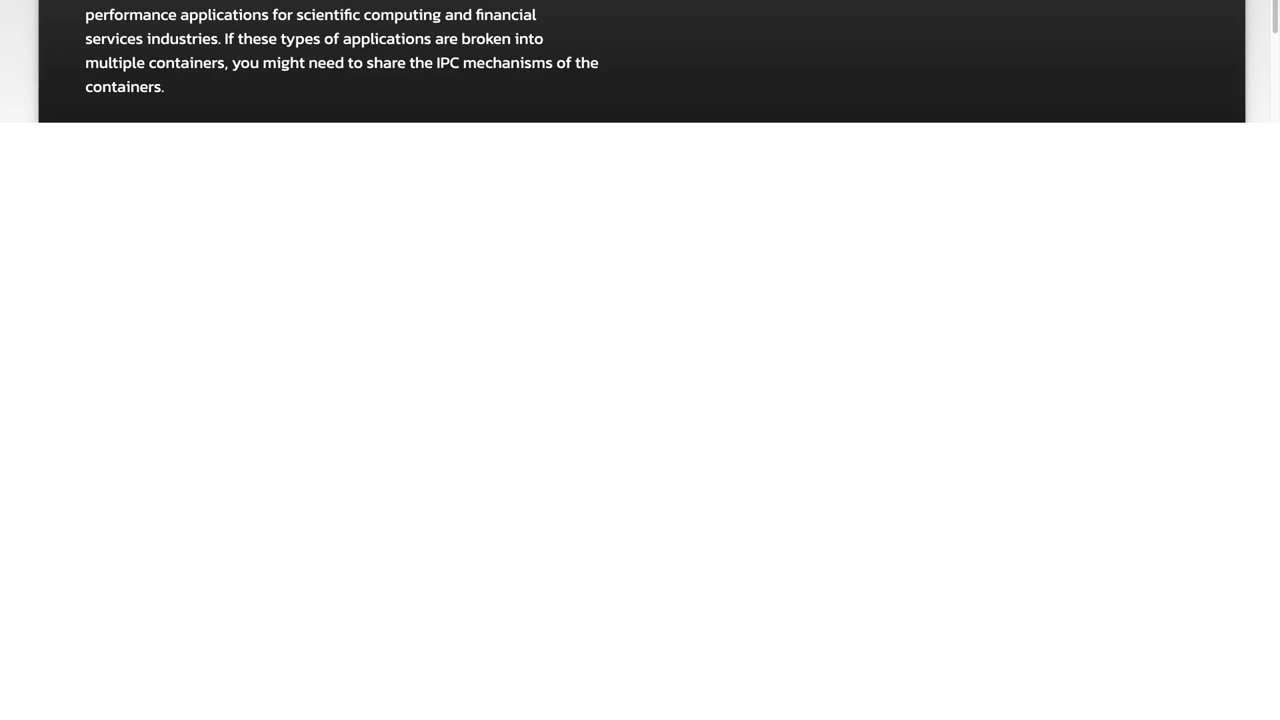 performance applications for scientific computing and financial
services industries. If these types of applications are broken into
multiple containers, you might need to share the IPC mechanisms of the
containers.